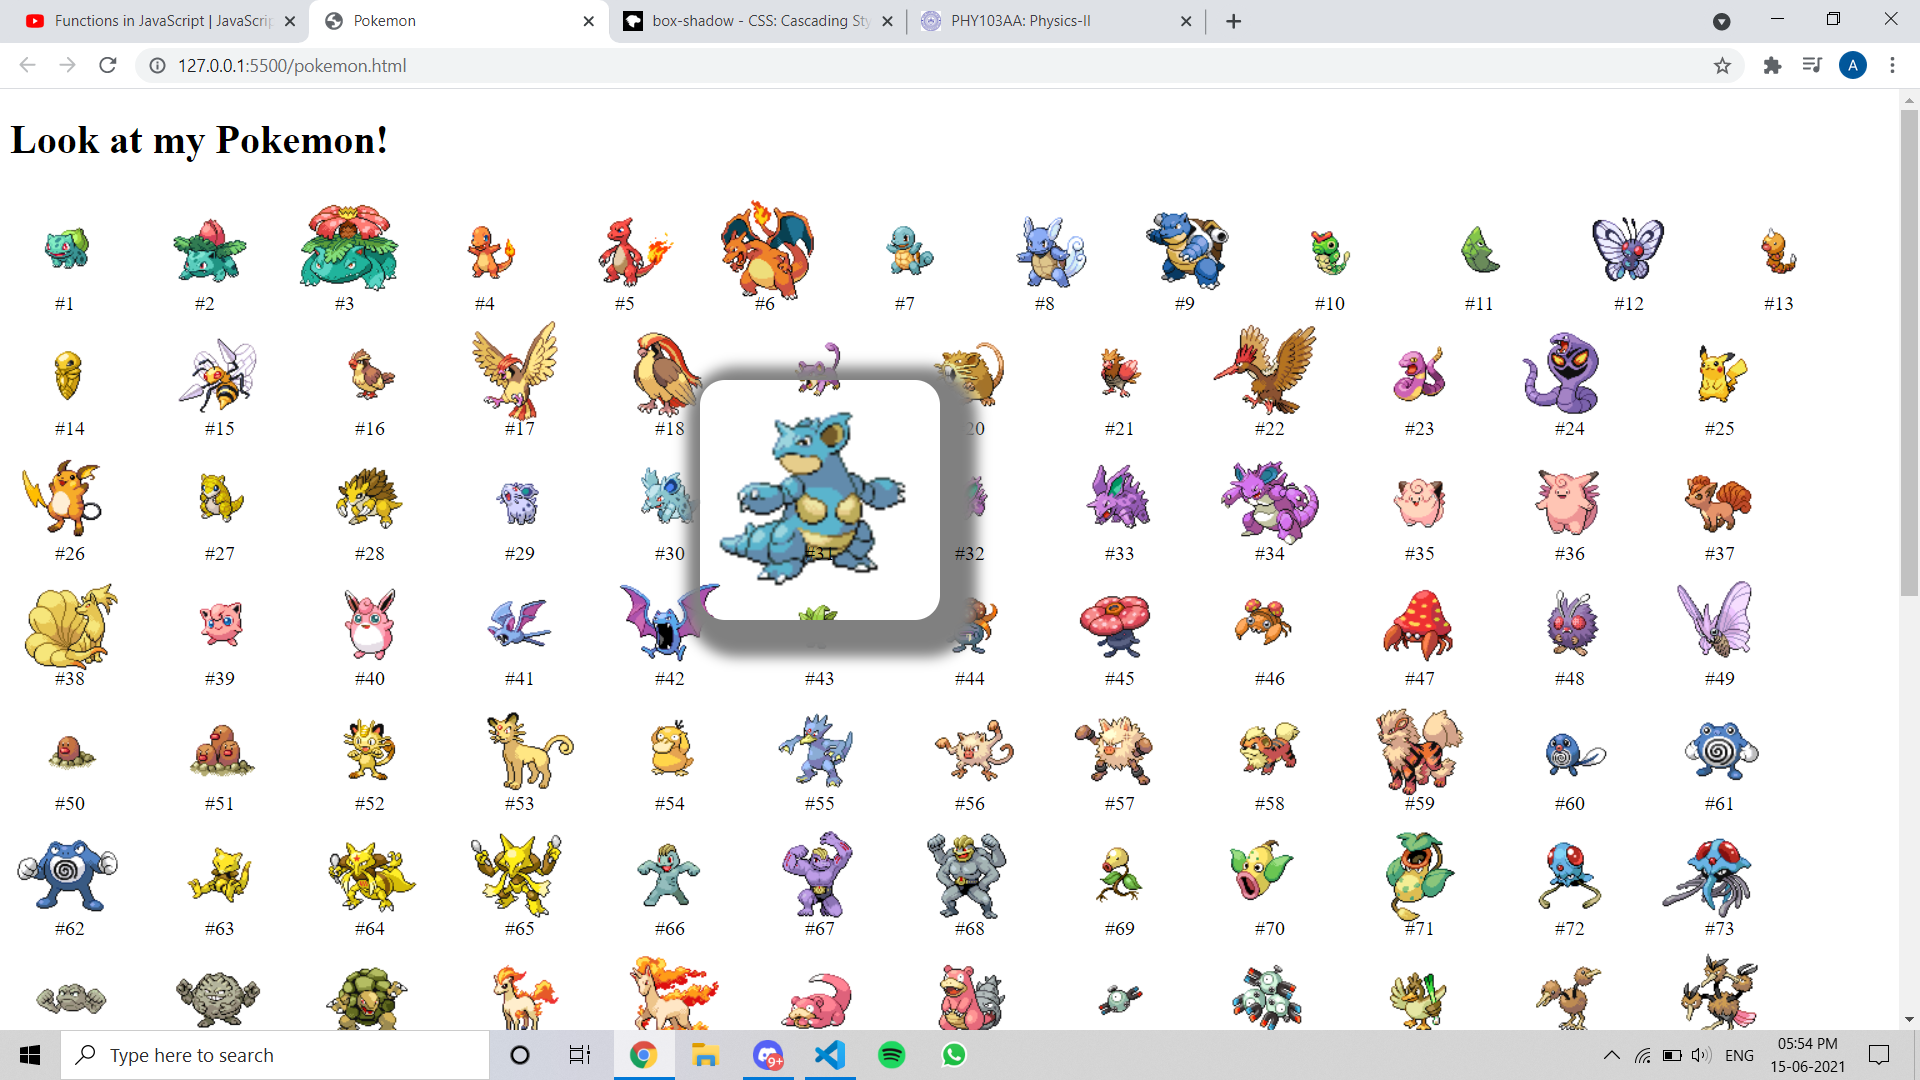 Functions in JavaScript | JavaScrip
Pokemon
box-shadow - CSS: Cascading Sty
PHY103AA: Physics-II
127.0.0.1:5500/pokemon.html
A
Look at my Pokemon!
#1 #2 #3 #4 #5 #6 #7 #8 #9 #10 #11 #12 #13
#14 #15 #16 #17 #18 20 #21 #22 #23 #24 #25
#26 #27 #28 #29 #30 #31 #32 #33 #34 #35 #36 #37
#38 #39 #40 #41 #42 #43 #44 #45 #46 #47 #48 #49
#50 #51 #52 #53 #54 #55 #56 #57 #58 #59 #60 #61
#62 #63 #64 #65 #66 #67 #68 #69 #70 #71 #72 #73
Type here to search
9+
ENG
05:54 PM
15-06-2021